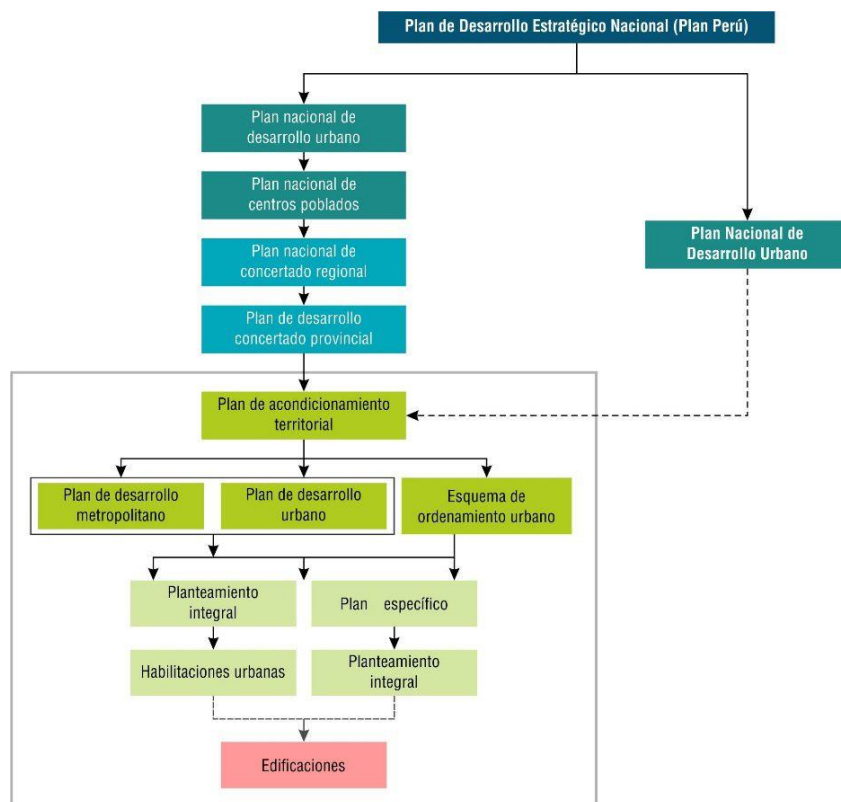 Plan de Desarrollo Estratégico Nacional (Plan Perú)
Plan nacional de
desarrollo urbano
Plan nacional de
centros poblados
Plan Nacional de
Desarrollo Urbano
Plan nacional de
concertado regional
Plan de desarrollo
concertado provincial
Plan de acondicionamiento
territorial
Plan de desarrollo
metropolitano
Plan de desarrollo
urbano
Esquema de
ordenamiento urbano
Planteamiento
integral
Plan específico
Habilitaciones urbanas
Planteamiento
integral
Edificaciones